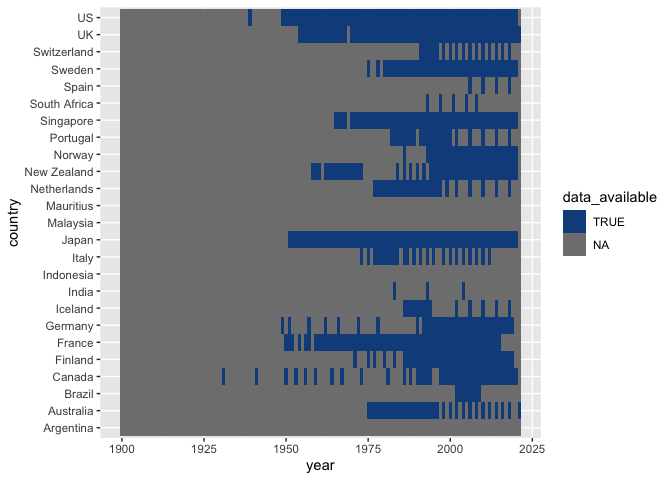 US
UK
Switzerland
Sweden
Spain
South Africa
Singapore
Portugal
Norway
New Zealand
Netherlands
Mauritius
Malaysia
Japan
Italy
Indonesia
India
Iceland
Germany
France
Finland
Canada
Brazil
Australia
Argentina
country
1900
1925
1950
1975
2000
2025
year
data_available
TRUE
NA